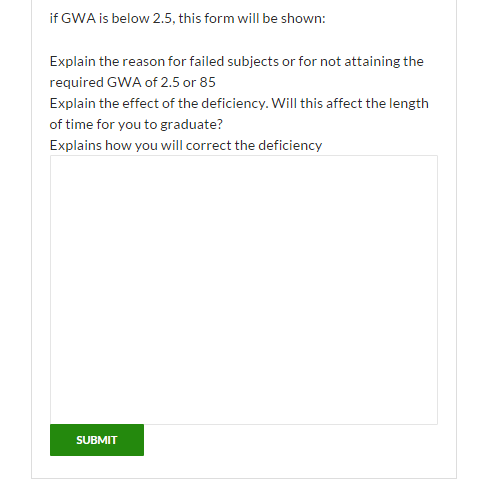 if GWA is below 2.5, this form will be shown:
Explain the reason for failed subjects or for not attaining the
required GWA of 2.5 or 85
Explain the effect of the deficiency. Will this affect the length
of time for you to graduate?
Explains how you will correct the deficiency
SUBMIT